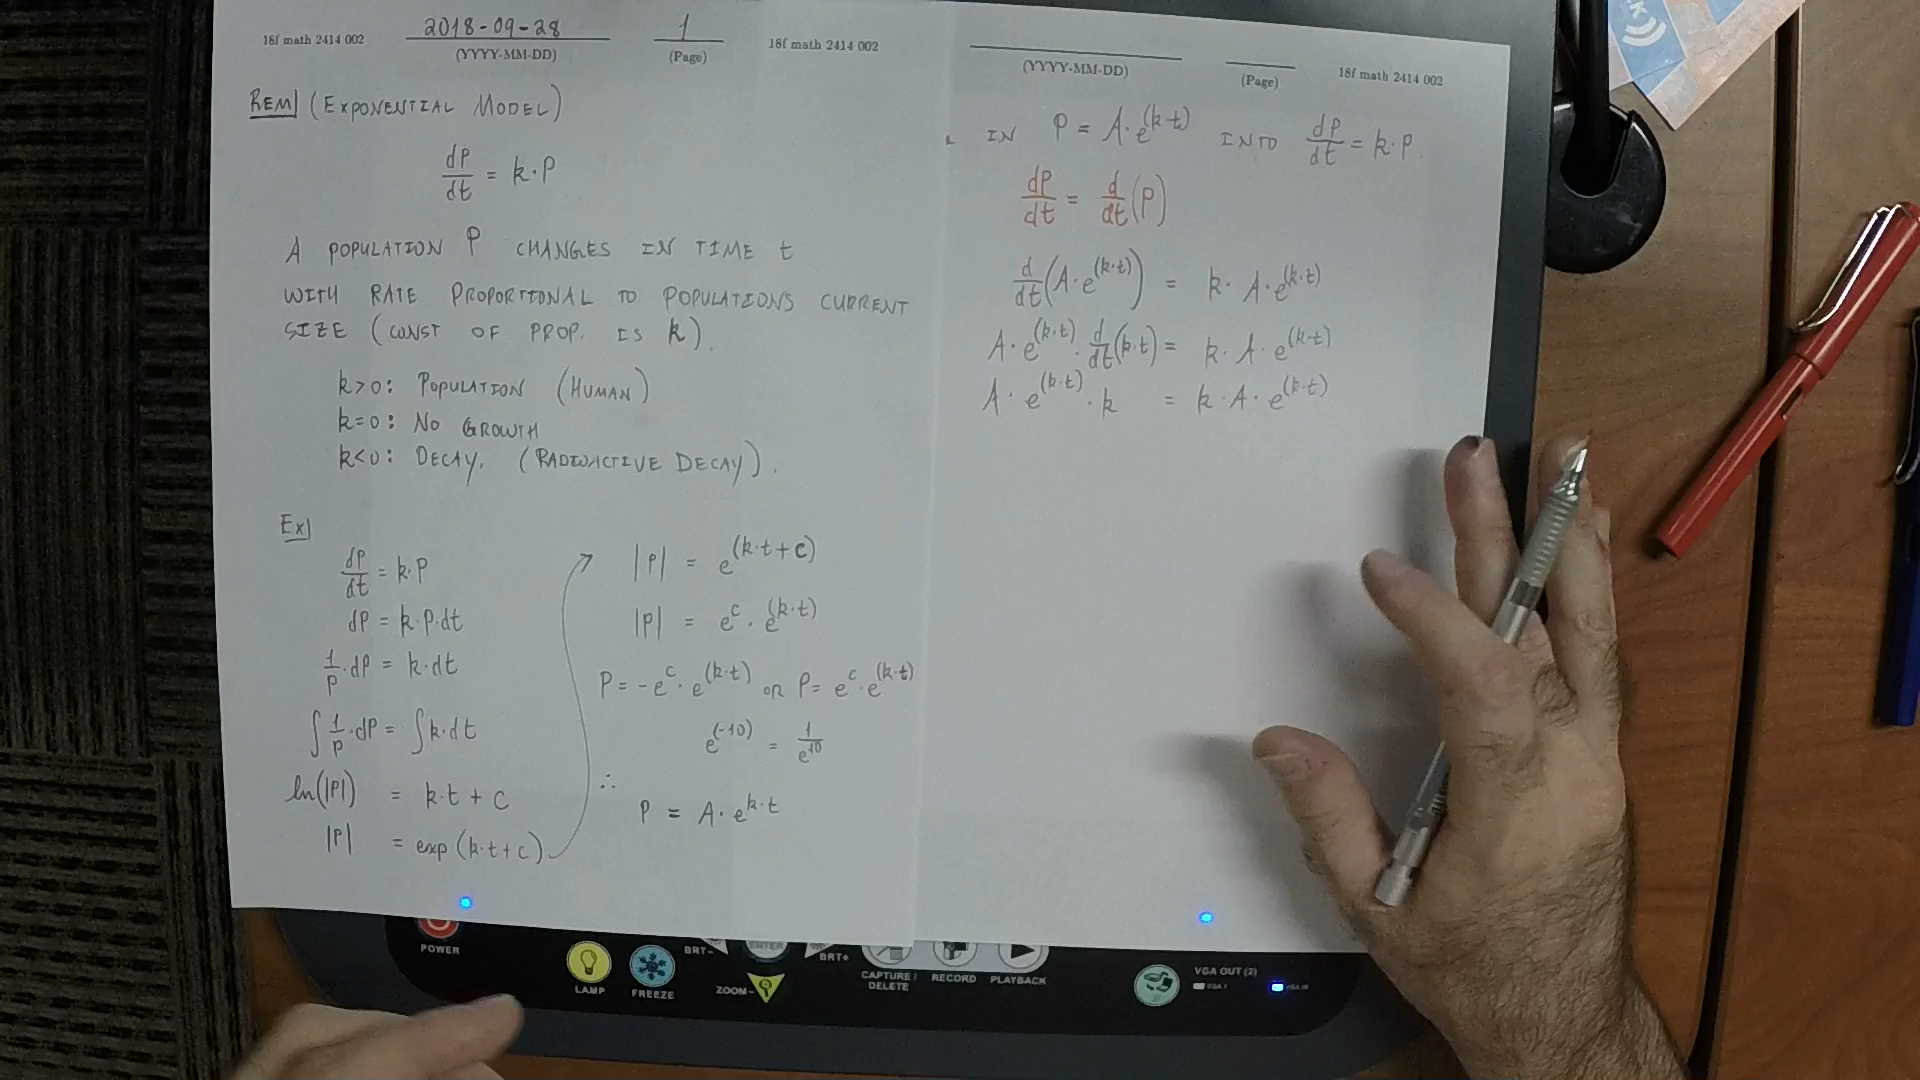 18f math 2414 002 2018-09-28 1 18f math 2414 002
(YYYY-MM-DD) (Page)
REM (EXPONENTIAL MODEL)
dP/dt = k·P
A POPULATION P CHANGES IN TIME t
WITH RATE PROPORTIONAL TO POPULATIONS CURRENT
SIZE (CONST OF PROP. IS k).
k>0: POPULATION (HUMAN)
k=0: NO GROWTH
k<0: DECAY. (RADIOACTIVE DECAY).
Ex
dP/dt = k·P
dP = k·P·dt
1/P·dP = k·dt
∫ 1/P·dP = ∫ k·dt
ln(|P|) = k·t + C
|P| = exp(k·t+c)
|P| = e^(k·t+c)
|P| = e^c · e^(k·t)
P = -e^c · e^(k·t) OR P = e^c · e^(k·t)
e^(-10) = 1/e^10
∴
P = A·e^k·t
(YYYY-MM-DD) (Page) 18f math 2414 002
IN P = A·e^(k·t) INTO dP/dt = k·P.
dP/dt = d/dt(P)
d/dt(A·e^(k·t)) = k·A·e^(k·t)
A·e^(k·t) · d/dt(k·t) = k·A·e^(k·t)
A·e^(k·t) · k = k·A·e^(k·t)
POWER
LAMP
FREEZE
BRT-
ENTER
BRT+
ZOOM-
CAPTURE /
DELETE
RECORD
PLAYBACK
VGA OUT (2)